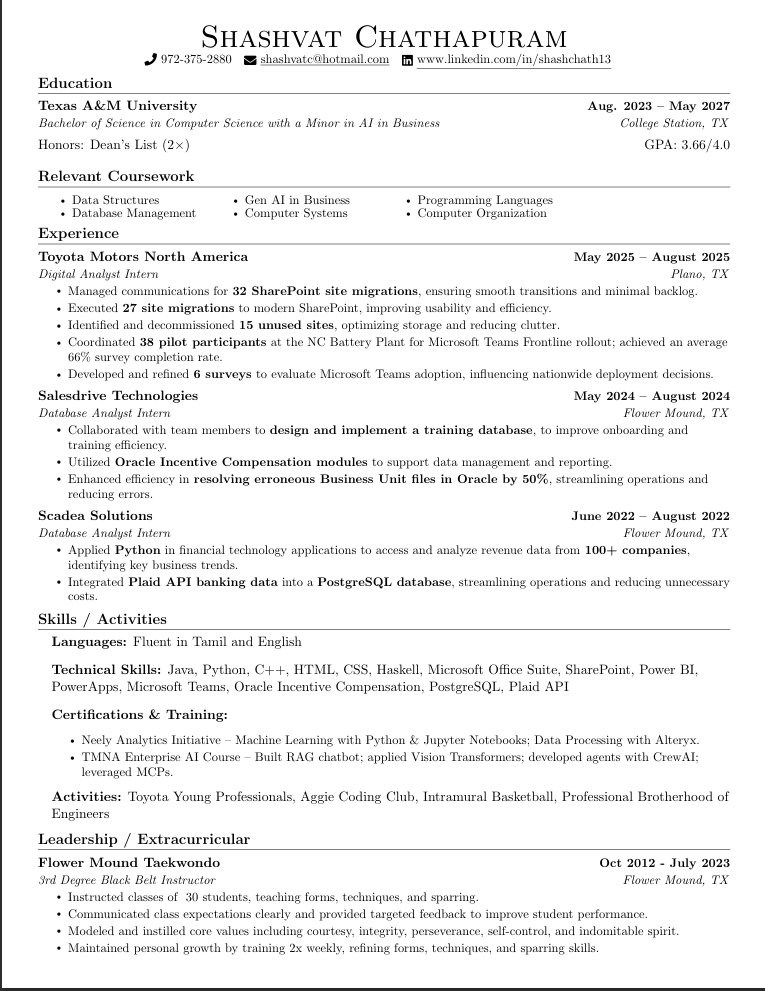 Shashvat Chathapuram
972-375-2880 shashvatc@hotmail.com www.linkedin.com/in/shashchath13
Education
Texas A&M University Aug. 2023 – May 2027
Bachelor of Science in Computer Science with a Minor in AI in Business College Station, TX
Honors: Dean's List (2×) GPA: 3.66/4.0
Relevant Coursework
• Data Structures • Gen AI in Business • Programming Languages
• Database Management • Computer Systems • Computer Organization
Experience
Toyota Motors North America May 2025 – August 2025
Digital Analyst Intern Plano, TX
• Managed communications for 32 SharePoint site migrations, ensuring smooth transitions and minimal backlog.
• Executed 27 site migrations to modern SharePoint, improving usability and efficiency.
• Identified and decommissioned 15 unused sites, optimizing storage and reducing clutter.
• Coordinated 38 pilot participants at the NC Battery Plant for Microsoft Teams Frontline rollout; achieved an average
66% survey completion rate.
• Developed and refined 6 surveys to evaluate Microsoft Teams adoption, influencing nationwide deployment decisions.
Salesdrive Technologies May 2024 – August 2024
Database Analyst Intern Flower Mound, TX
• Collaborated with team members to design and implement a training database, to improve onboarding and
training efficiency.
• Utilized Oracle Incentive Compensation modules to support data management and reporting.
• Enhanced efficiency in resolving erroneous Business Unit files in Oracle by 50%, streamlining operations and
reducing errors.
Scadea Solutions June 2022 – August 2022
Database Analyst Intern Flower Mound, TX
• Applied Python in financial technology applications to access and analyze revenue data from 100+ companies,
identifying key business trends.
• Integrated Plaid API banking data into a PostgreSQL database, streamlining operations and reducing unnecessary
costs.
Skills / Activities
Languages: Fluent in Tamil and English
Technical Skills: Java, Python, C++, HTML, CSS, Haskell, Microsoft Office Suite, SharePoint, Power BI,
PowerApps, Microsoft Teams, Oracle Incentive Compensation, PostgreSQL, Plaid API
Certifications & Training:
• Neely Analytics Initiative – Machine Learning with Python & Jupyter Notebooks; Data Processing with Alteryx.
• TMNA Enterprise AI Course – Built RAG chatbot; applied Vision Transformers; developed agents with CrewAI;
leveraged MCPs.
Activities: Toyota Young Professionals, Aggie Coding Club, Intramural Basketball, Professional Brotherhood of
Engineers
Leadership / Extracurricular
Flower Mound Taekwondo Oct 2012 - July 2023
3rd Degree Black Belt Instructor Flower Mound, TX
• Instructed classes of 30 students, teaching forms, techniques, and sparring.
• Communicated class expectations clearly and provided targeted feedback to improve student performance.
• Modeled and instilled core values including courtesy, integrity, perseverance, self-control, and indomitable spirit.
• Maintained personal growth by training 2x weekly, refining forms, techniques, and sparring skills.